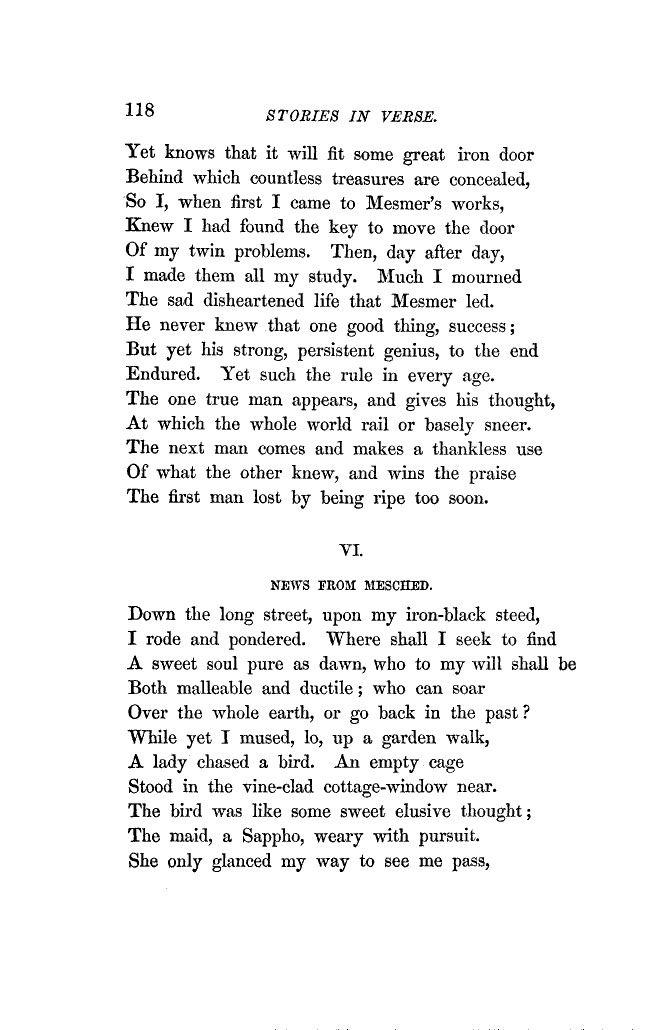 118 STORIES IN VERSE.
Yet knows that it will fit some great iron door
Behind which countless treasures are concealed,
So I, when first I came to Mesmer's works,
Knew I had found the key to move the door
Of my twin problems. Then, day after day,
I made them all my study. Much I mourned
The sad disheartened life that Mesmer led.
He never knew that one good thing, success;
But yet his strong, persistent genius, to the end
Endured. Yet such the rule in every age.
The one true man appears, and gives his thought,
At which the whole world rail or basely sneer.
The next man comes and makes a thankless use
Of what the other knew, and wins the praise
The first man lost by being ripe too soon.
VI.
NEWS FROM MESCHED.
Down the long street, upon my iron-black steed,
I rode and pondered. Where shall I seek to find
A sweet soul pure as dawn, who to my will shall be
Both malleable and ductile; who can soar
Over the whole earth, or go back in the past?
While yet I mused, lo, up a garden walk,
A lady chased a bird. An empty cage
Stood in the vine-clad cottage-window near.
The bird was like some sweet elusive thought;
The maid, a Sappho, weary with pursuit.
She only glanced my way to see me pass,